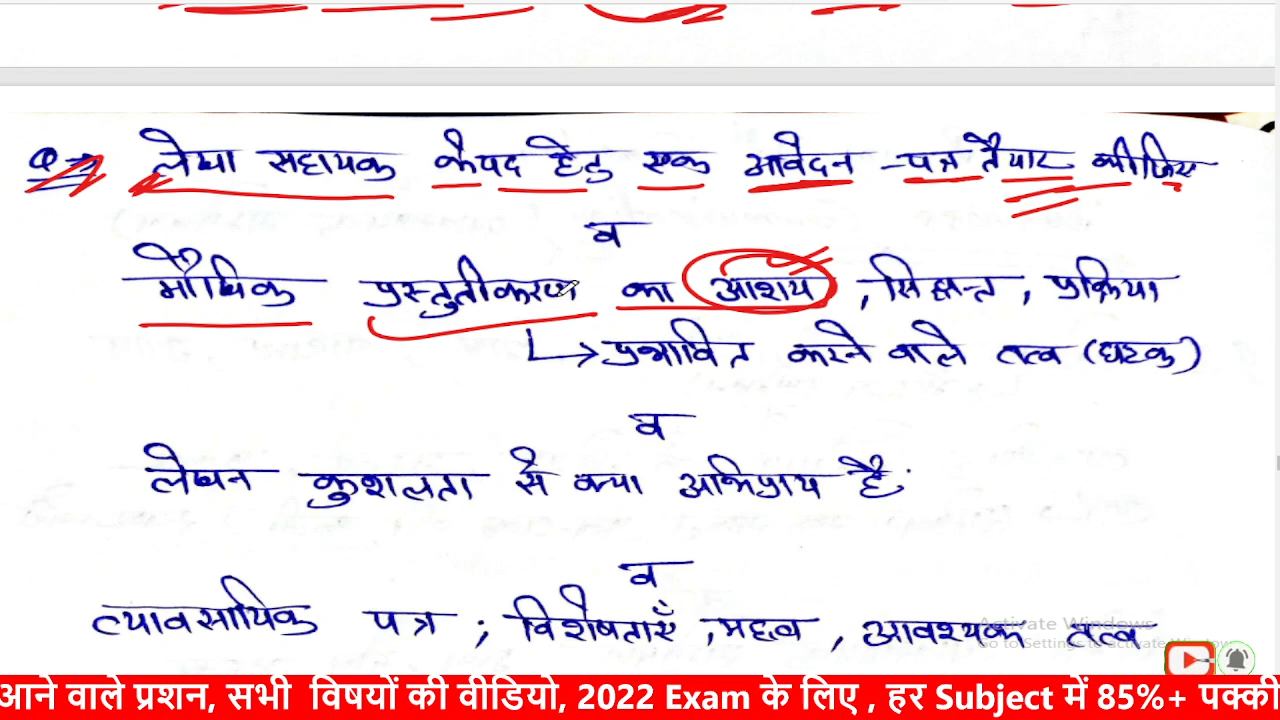 Q→ लेखा सहायक के पद हेतु एक आवेदन-पत्र तैयार कीजिए
व
मौखिक प्रस्तुतीकरण का आशय, सिद्धान्त, प्रक्रिया
↳ प्रभावित करने वाले तत्व (घटक)
व
लेखन कुशलता से क्या अभिप्राय है;
व
व्यावसायिक पत्र; विशेषताएँ, महत्व, आवश्यक तत्व
Activate Windows
Go to Settings to activate Windows.
आने वाले प्रशन, सभी विषयों की वीडियो, 2022 Exam के लिए , हर Subject में 85%+ पक्की